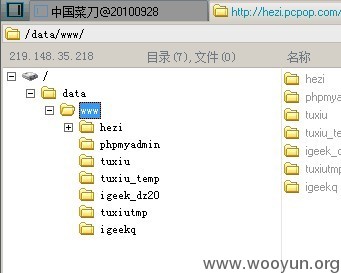 中国菜刀@20100928
http://hezi.pcpop.com/
/data/www/
219.148.35.218
目录(7),文件(0)
名称
/
data
www
hezi
phpmyadmin
tuxiu
tuxiu_temp
igeek_dz20
tuxiutmp
igeekq
hezi
phpmya
tuxiu
tuxiu_te
igeek_d
tuxiutmp
igeekq
www.wooyun.org